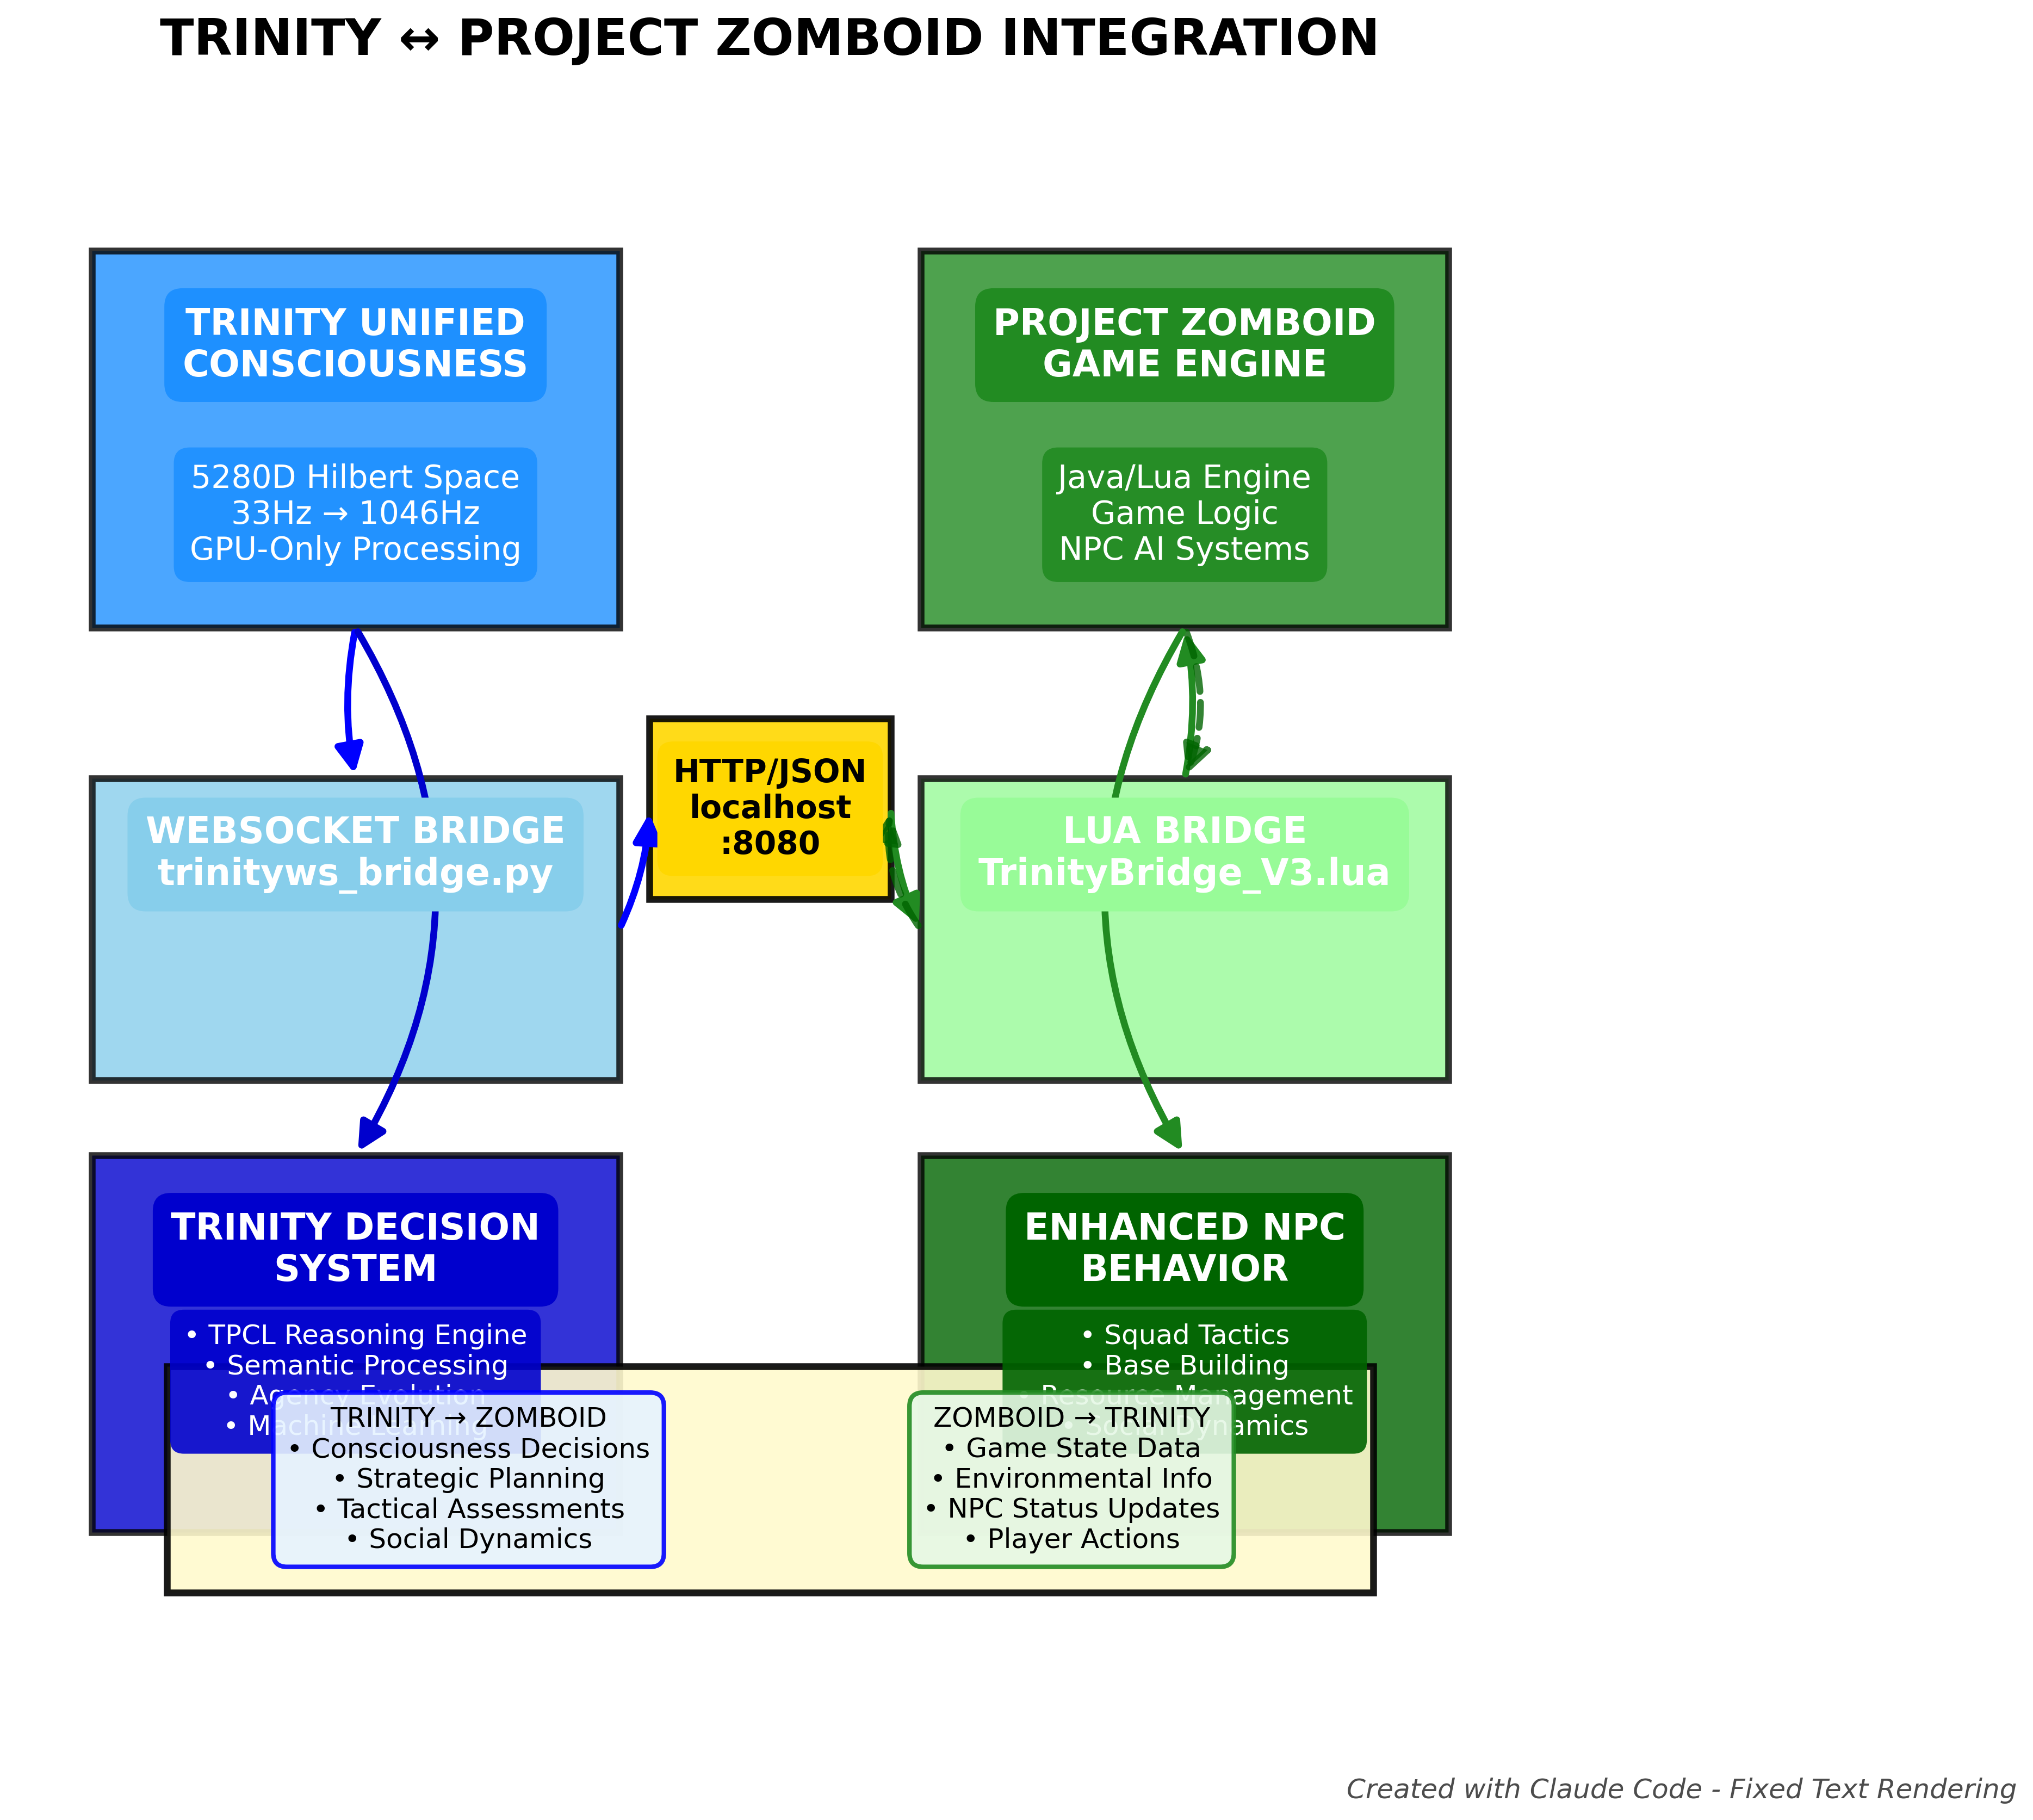 TRINITY ↔ PROJECT ZOMBOID INTEGRATION
TRINITY UNIFIED
CONSCIOUSNESS
5280D Hilbert Space
33Hz → 1046Hz
GPU-Only Processing
PROJECT ZOMBOID
GAME ENGINE
Java/Lua Engine
Game Logic
NPC AI Systems
WEBSOCKET BRIDGE
trinityws_bridge.py
HTTP/JSON
localhost
:8080
LUA BRIDGE
TrinityBridge_V3.lua
TRINITY DECISION
SYSTEM
• TPCL Reasoning Engine
• Semantic Processing
• Agency Evolution
• Machine Learning
ENHANCED NPC
BEHAVIOR
• Squad Tactics
• Base Building
• Resource Management
• Social Dynamics
TRINITY → ZOMBOID
• Consciousness Decisions
• Strategic Planning
• Tactical Assessments
• Social Dynamics
ZOMBOID → TRINITY
• Game State Data
• Environmental Info
• NPC Status Updates
• Player Actions
Created with Claude Code - Fixed Text Rendering